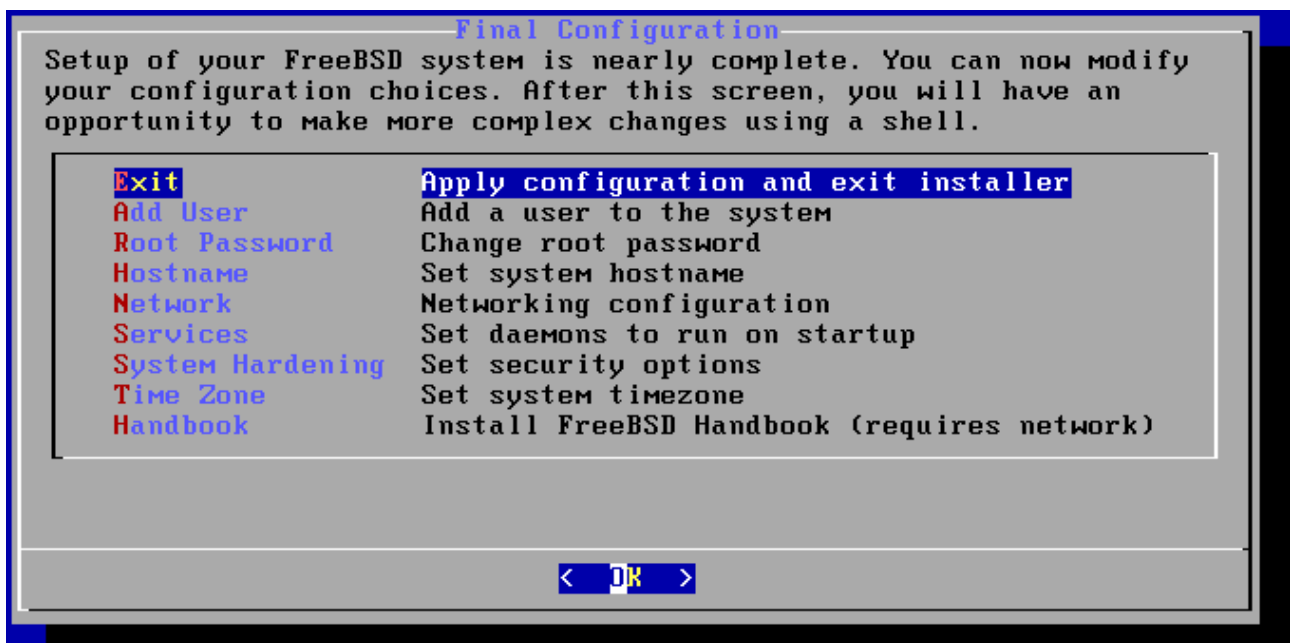 Final Configuration
Setup of your FreeBSD system is nearly complete. You can now modify
your configuration choices. After this screen, you will have an
opportunity to make more complex changes using a shell.
Exit Apply configuration and exit installer
Add User Add a user to the system
Root Password Change root password
Hostname Set system hostname
Network Networking configuration
Services Set daemons to run on startup
System Hardening Set security options
Time Zone Set system timezone
Handbook Install FreeBSD Handbook (requires network)
< OK >